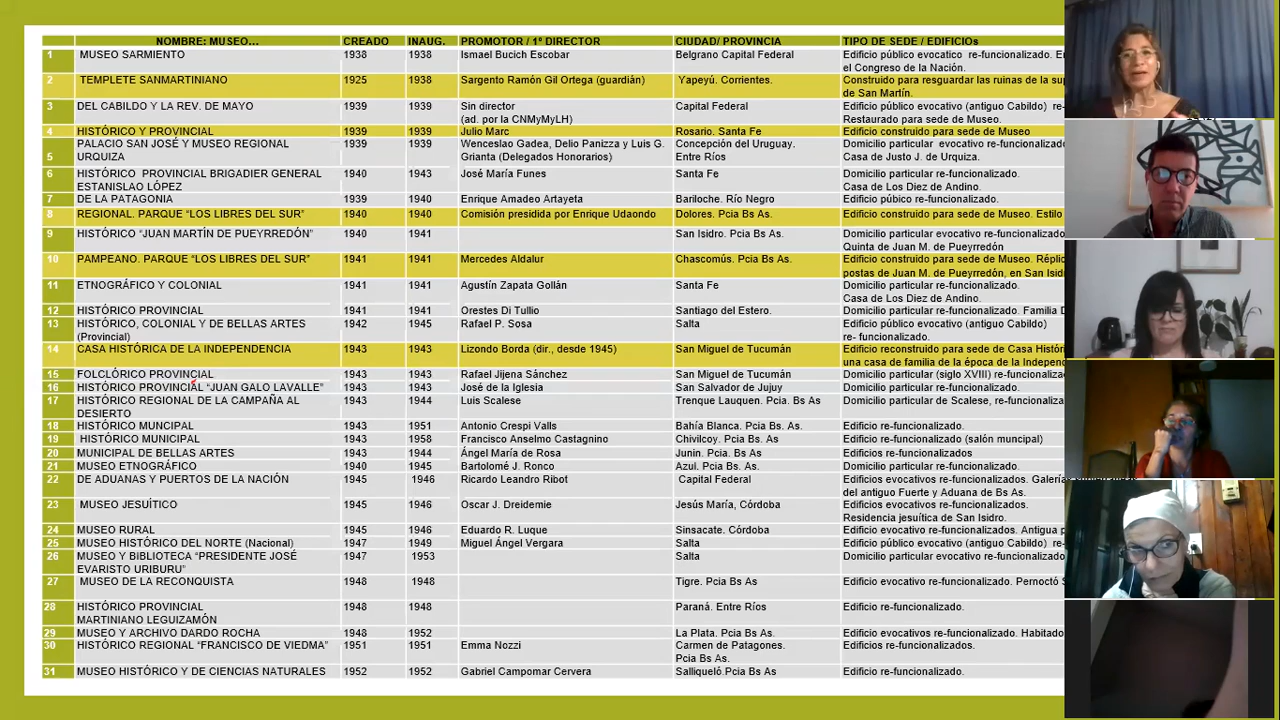 NOMBRE: MUSEO... CREADO INAUG. PROMOTOR / 1º DIRECTOR CIUDAD/ PROVINCIA TIPO DE SEDE / EDIFICIOs
1 MUSEO SARMIENTO 1938 1938 Ismael Bucich Escobar Belgrano Capital Federal Edificio público evocatico re-funcionalizado. En
el Congreso de la Nación.
2 TEMPLETE SANMARTINIANO 1925 1938 Sargento Ramón Gil Ortega (guardián) Yapeyú. Corrientes. Construido para resguardar las ruinas de la
de San Martín.
3 DEL CABILDO Y LA REV. DE MAYO 1939 1939 Sin director Capital Federal Edificio público evocativo (antiguo Cabildo) re-
(ad. por la CNMyMyLH) Restaurado para sede de Museo.
4 HISTÓRICO Y PROVINCIAL 1939 1939 Julio Marc Rosario. Santa Fe Edificio construido para sede de Museo
PALACIO SAN JOSÉ Y MUSEO REGIONAL 1939 1939 Wenceslao Gadea, Delio Panizza y Luis G. Concepción del Uruguay. Domicilio particular evocativo re-funcionalizado.
5 URQUIZA Grianta (Delegados Honorarios) Entre Ríos Casa de Justo J. de Urquiza.
6 HISTÓRICO PROVINCIAL BRIGADIER GENERAL 1940 1943 José María Funes Santa Fe Domicilio particular re-funcionalizado.
ESTANISLAO LÓPEZ Casa de Los Diez de Andino.
7 DE LA PATAGONIA 1939 1940 Enrique Amadeo Artayeta Bariloche. Río Negro Edificio púbico re-funcionalizado.
8 REGIONAL. PARQUE “LOS LIBRES DEL SUR” 1940 1940 Comisión presidida por Enrique Udaondo Dolores. Pcia Bs As. Edificio construido para sede de Museo. Estilo
9 HISTÓRICO “JUAN MARTÍN DE PUEYRREDÓN” 1940 1941 San Isidro. Pcia Bs As. Domicilio particular evocativo re-funcionalizado
Quinta de Juan M. de Pueyrredón
10 PAMPEANO. PARQUE “LOS LIBRES DEL SUR” 1941 1941 Mercedes Aldalur Chascomús. Pcia Bs As. Edificio construido para sede de Museo.
postas de Juan M. de Pueyrredón, en San Isid
11 ETNOGRÁFICO Y COLONIAL 1941 1941 Agustín Zapata Gollán Santa Fe Domicilio particular re-funcionalizado.
Casa de Los Diez de Andino.
12 HISTÓRICO PROVINCIAL 1941 1941 Orestes Di Tullio Santiago del Estero. Domicilio particular re-funcionalizado. Familia D
13 HISTÓRICO, COLONIAL Y DE BELLAS ARTES 1942 1945 Rafael P. Sosa Salta Edificio público evocativo (antiguo Cabildo)
(Provincial) re- funcionalizado.
14 CASA HISTÓRICA DE LA INDEPENDENCIA 1943 1943 Lizondo Borda (dir., desde 1945) San Miguel de Tucumán Edificio reconstruido para sede de Casa Histór
una casa de familia de la época de la Indepen
15 FOLCLÓRICO PROVINCIAL 1943 1943 Rafael Jijena Sánchez San Miguel de Tucumán Domicilio particular (siglo XVIII) re-funcionalizado
16 HISTÓRICO PROVINCIAL “JUAN GALO LAVALLE” 1943 1943 José de la Iglesia San Salvador de Jujuy Domicilio particular re-funcionalizado.
17 HISTÓRICO REGIONAL DE LA CAMPAÑA AL 1943 1944 Luis Scalese Trenque Lauquen. Pcia. Bs As Domicilio particular de Scalese, re-funcionaliza
DESIERTO
18 HISTÓRICO MUNCIPAL 1943 1951 Antonio Crespi Valls Bahía Blanca. Pcia Bs As. Edificio re-funcionalizado.
19 HISTÓRICO MUNICIPAL 1943 1958 Francisco Anselmo Castagnino Chivilcoy. Pcia Bs. As Edificio re-funcionalizado (salón muncipal)
20 MUNICIPAL DE BELLAS ARTES 1943 1944 Ángel María de Rosa Junin. Pcia Bs. As Edificios re-funcionalizados
21 MUSEO ETNOGRÁFICO 1940 1945 Bartolomé J. Ronco Azul. Pcia Bs. As. Domicilio particular re-funcionalizado.
22 DE ADUANAS Y PUERTOS DE LA NACIÓN 1945 1946 Ricardo Leandro Ribot Capital Federal Edificios evocativos re-funcionalizados. Galerías
del antiguo Fuerte y Aduana de Bs As.
23 MUSEO JESUÍTICO 1945 1946 Oscar J. Dreidemie Jesús María, Córdoba Edificios evocativos re-funcionalizados.
Residencia jesuítica de San Isidro.
24 MUSEO RURAL 1945 1946 Eduardo R. Luque Sinsacate. Córdoba Edificio evocativo re-funcionalizados. Antigua p
25 MUSEO HISTÓRICO DEL NORTE (Nacional) 1947 1949 Miguel Ángel Vergara Salta Edificio público evocativo (antiguo Cabildo) re-
26 MUSEO Y BIBLIOTECA “PRESIDENTE JOSÉ 1947 1953 Salta Domicilio particular evocativo re-funcionalizado
EVARISTO URIBURU”
27 MUSEO DE LA RECONQUISTA 1948 1948 Tigre. Pcia Bs As Edificio evocativo re-funcionalizado. Pernoctó S
28 HISTÓRICO PROVINCIAL 1948 1948 Paraná. Entre Ríos Edificio re-funcionalizado.
MARTINIANO LEGUIZAMÓN
29 MUSEO Y ARCHIVO DARDO ROCHA 1948 1952 La Plata. Pcia Bs As. Edificio evocativos re-funcionalizado. Habitado
30 HISTÓRICO REGIONAL “FRANCISCO DE VIEDMA” 1951 1951 Emma Nozzi Carmen de Patagones. Edificios re-funcionalizados.
Pcia Bs As.
31 MUSEO HISTÓRICO Y DE CIENCIAS NATURALES 1952 1952 Gabriel Campomar Cervera Salliqueló.Pcia Bs As Edificio re-funcionalizado.